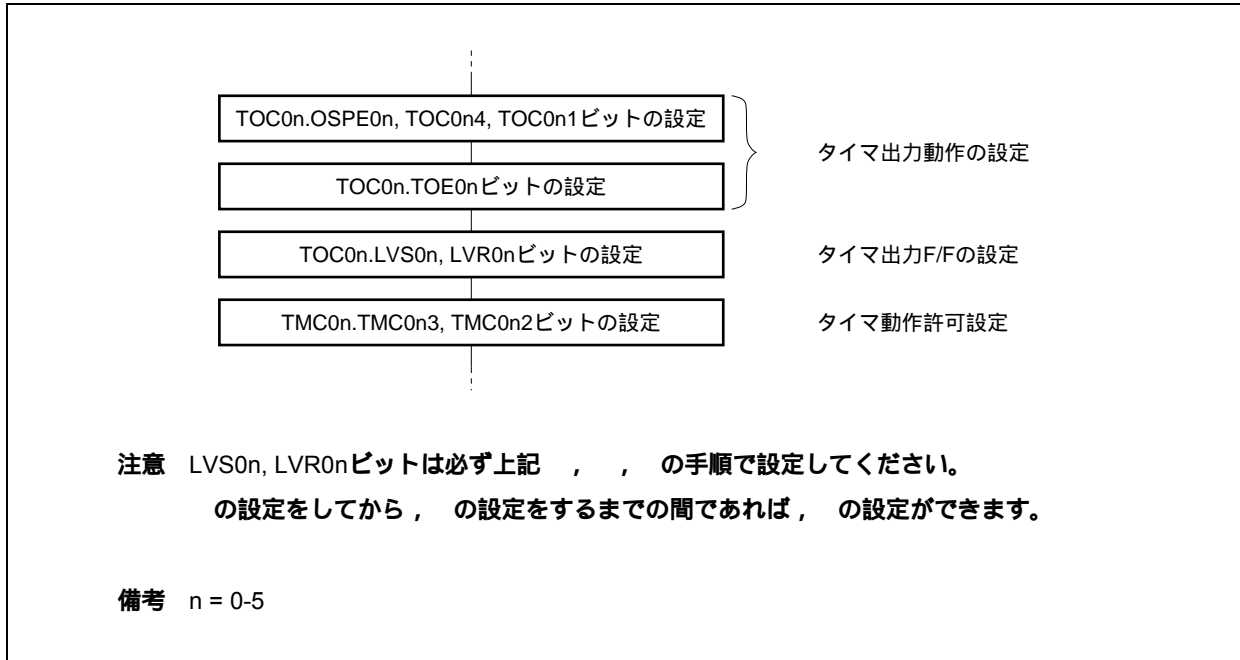 TOC0n.OSPE0n, TOC0n4, TOC0n1ビットの設定
TOC0n.TOE0nビットの設定
タイマ出力動作の設定
TOC0n.LVS0n, LVR0nビットの設定 タイマ出力F/Fの設定
TMC0n.TMC0n3, TMC0n2ビットの設定 タイマ動作許可設定
注意 LVS0n, LVR0nビットは必ず上記 , , の手順で設定してください。
の設定をしてから, の設定をするまでの間であれば, の設定ができます。
備考 n = 0-5